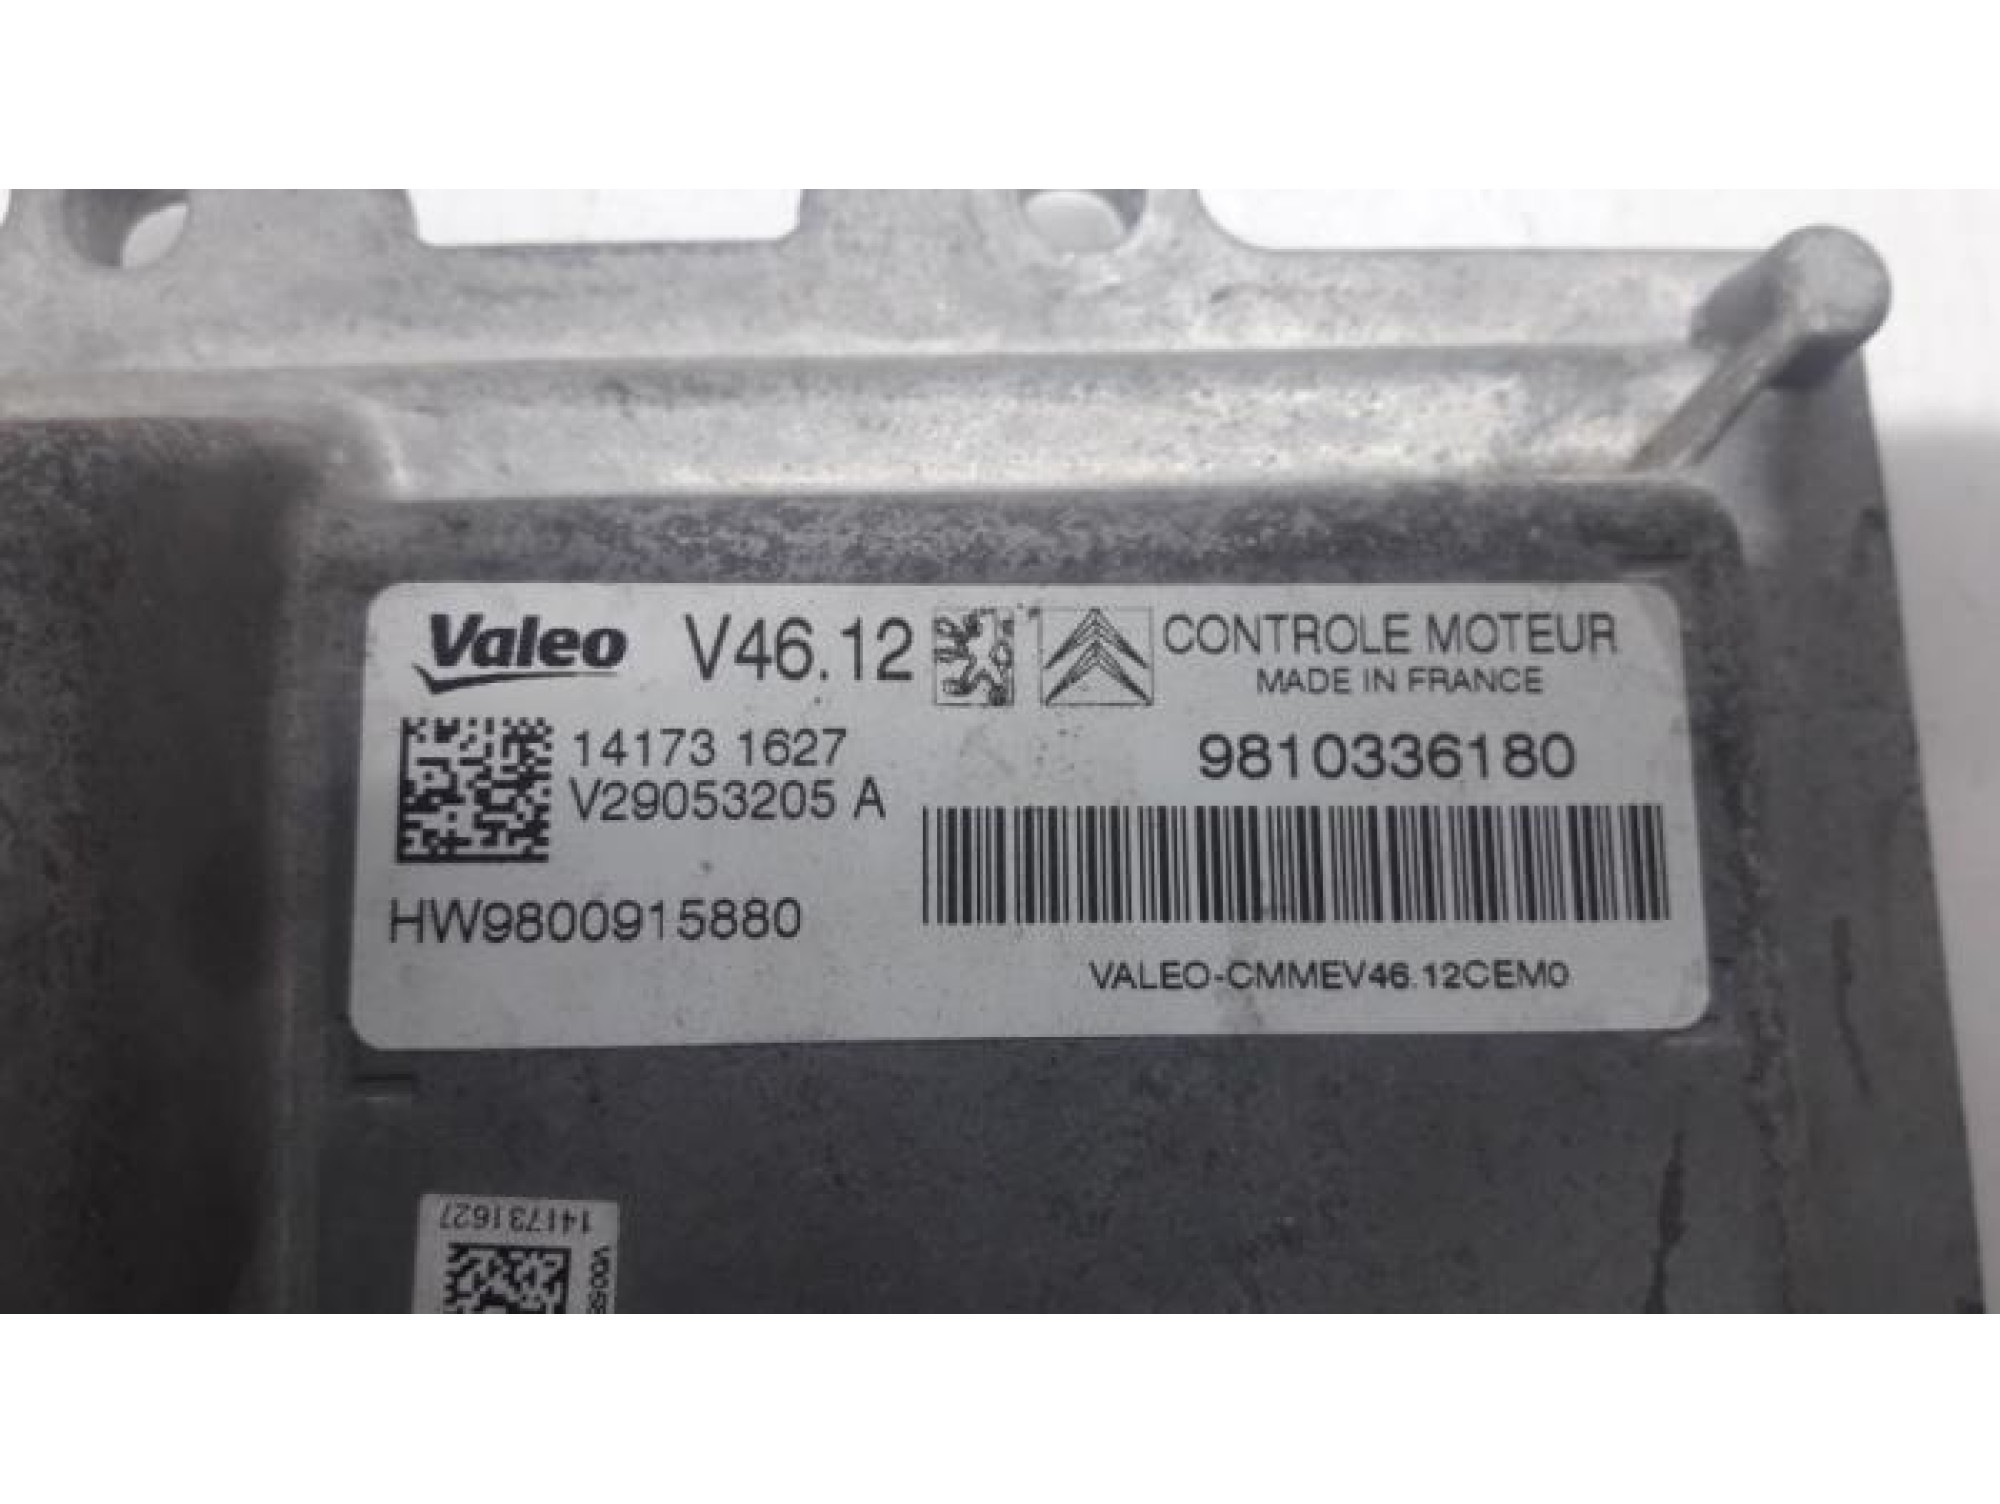 Valeo V46.12 CONTROLE MOTEUR
MADE IN FRANCE
14173 1627
V29053205 A
9810336180
HW9800915880
VALEO-CMMEV46.12CEM0
141731627